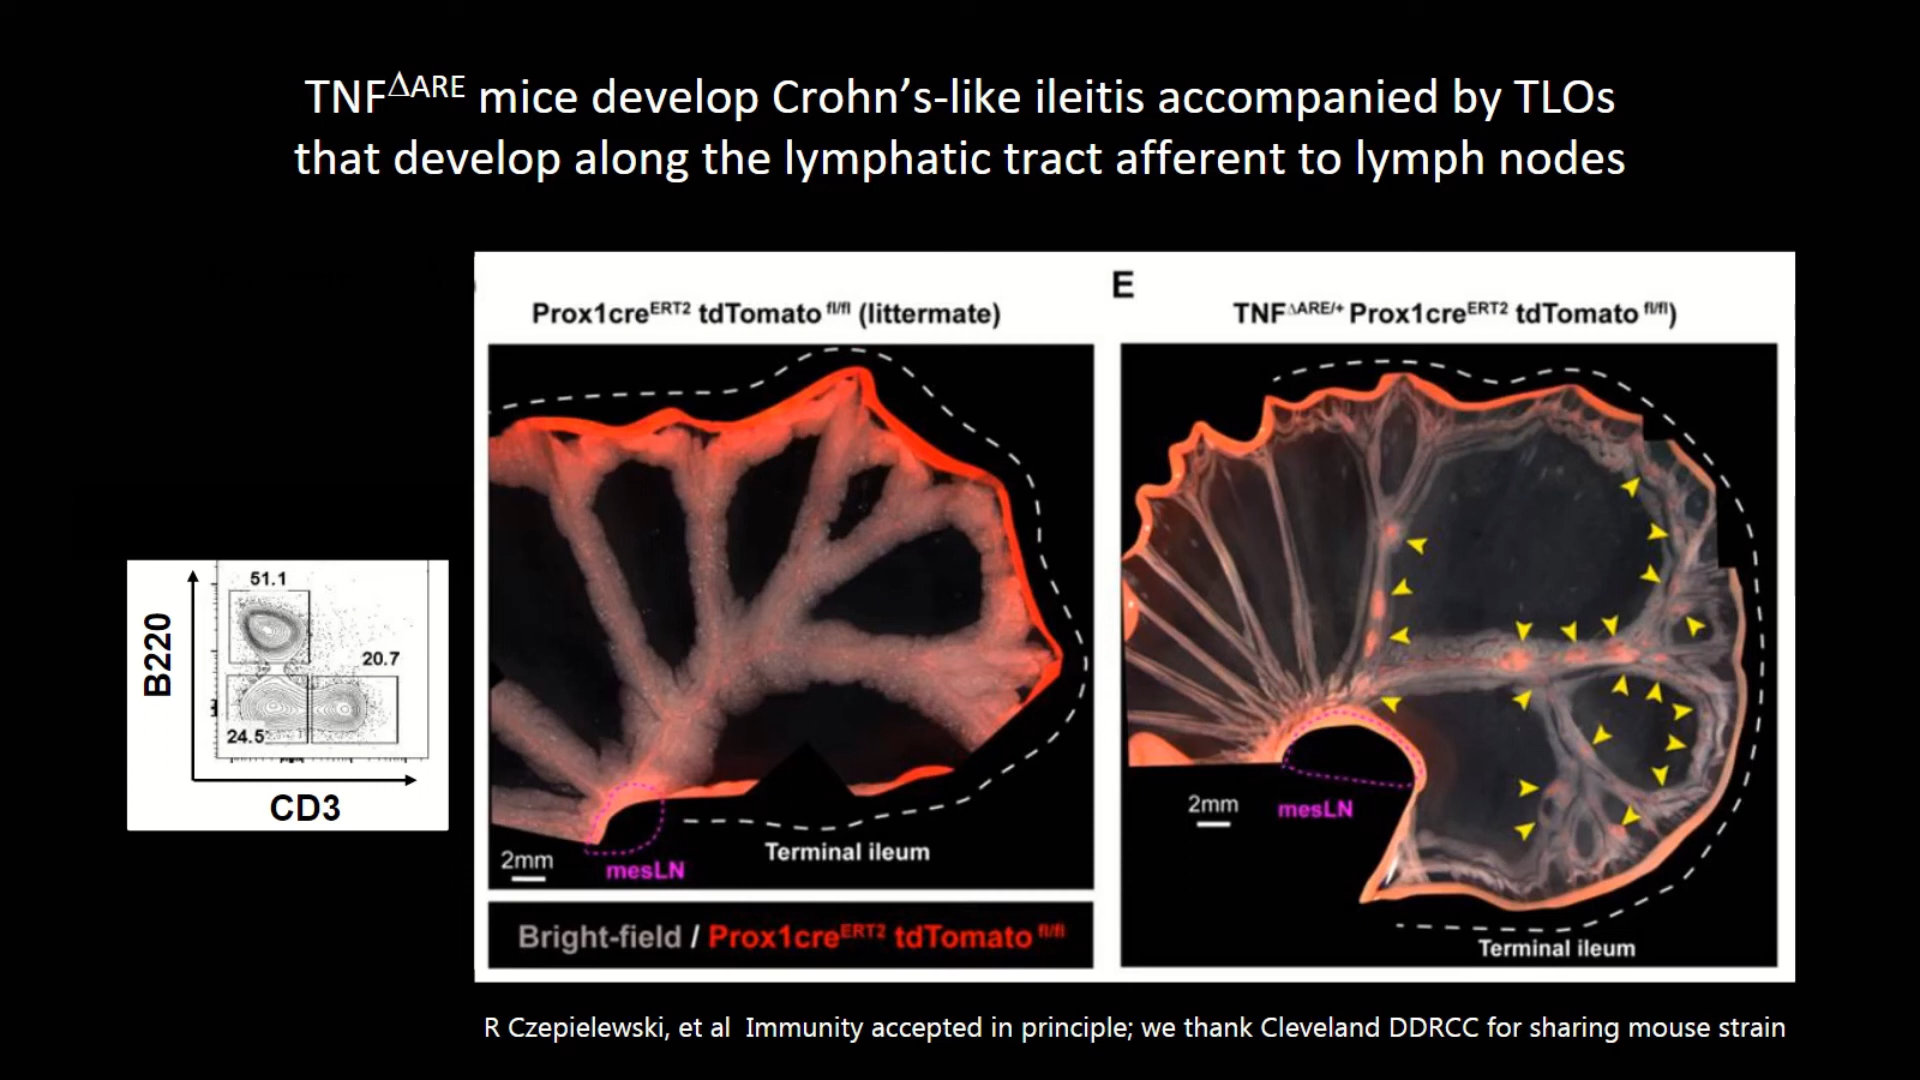 TNFΔARE mice develop Crohn’s-like ileitis accompanied by TLOs
that develop along the lymphatic tract afferent to lymph nodes
E
Prox1creERT2 tdTomato fl/fl (littermate)
TNFΔARE/+ Prox1creERT2 tdTomato fl/fl)
51.1
20.7
24.5
B220
CD3
2mm
mesLN
Terminal ileum
2mm
mesLN
Terminal ileum
Bright-field / Prox1creERT2 tdTomato fl/fl
R Czepielewski, et al  Immunity accepted in principle; we thank Cleveland DDRCC for sharing mouse strain